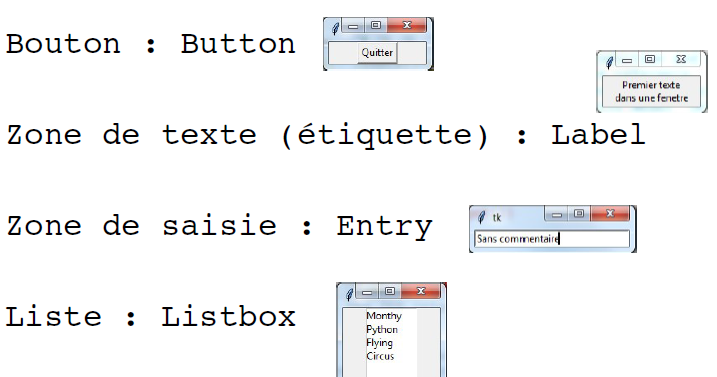 Bouton : Button
Quitter
Premier texte
dans une fenetre
Zone de texte (étiquette) : Label
Zone de saisie : Entry
tk
Sans commentaire
Liste : Listbox
Monthy
Python
Flying
Circus